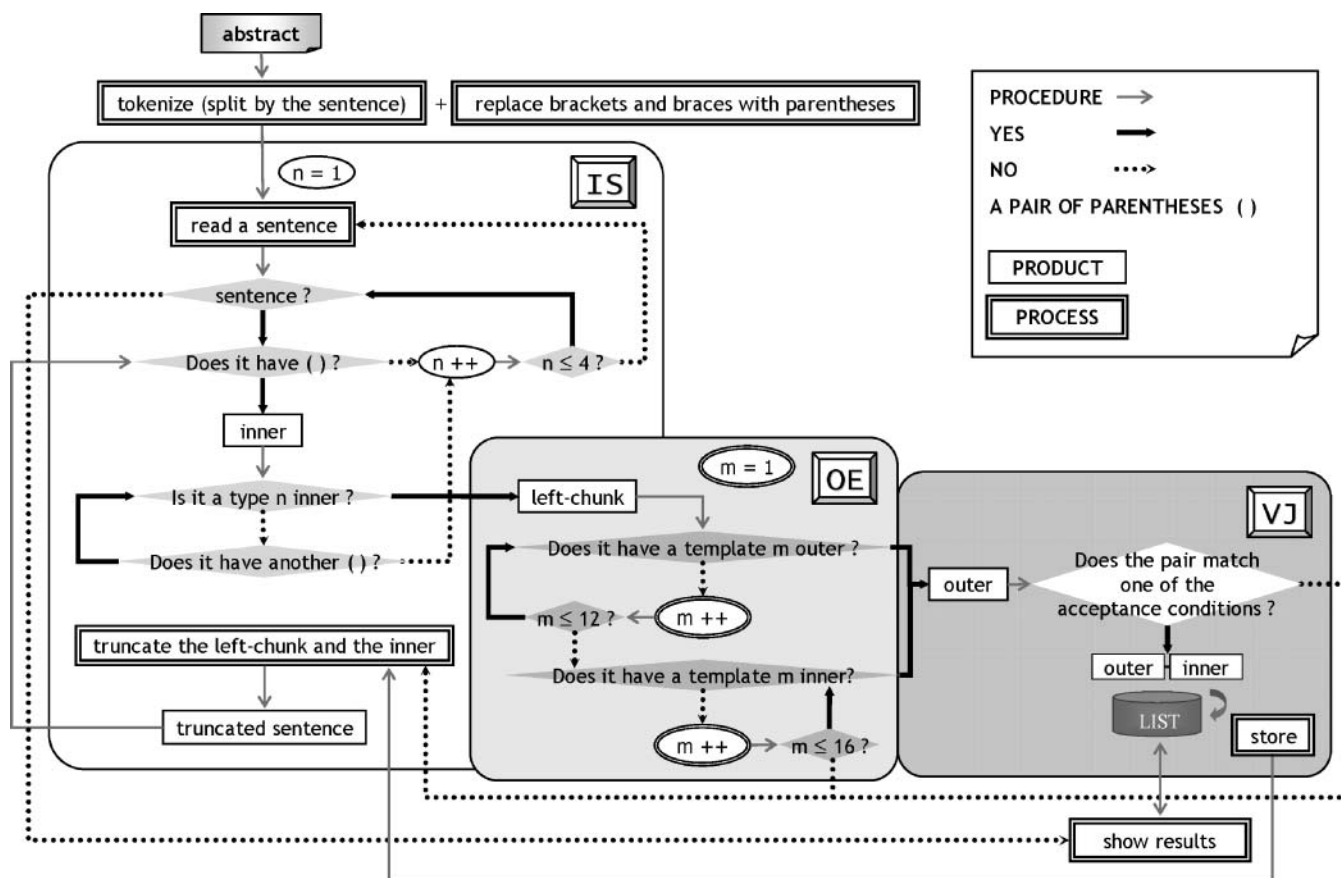 abstract
tokenize (split by the sentence) + replace brackets and braces with parentheses
PROCEDURE
YES
NO
A PAIR OF PARENTHESES ( )
PRODUCT
PROCESS
IS
n = 1
read a sentence
sentence ?
Does it have ( ) ?
n ++
n ≤ 4 ?
inner
Is it a type n inner ?
Does it have another ( ) ?
truncate the left-chunk and the inner
truncated sentence
OE
m = 1
left-chunk
Does it have a template m outer ?
m ++
m ≤ 12 ?
Does it have a template m inner?
m ++
m ≤ 16 ?
VJ
outer
Does the pair match
one of the
acceptance conditions ?
outer inner
LIST
store
show results